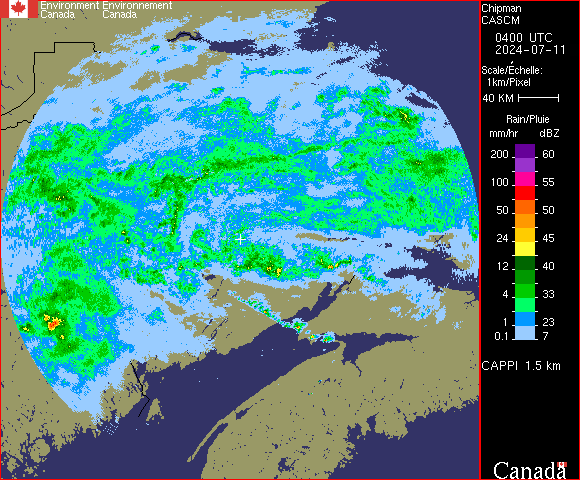 Environment Environnement
Canada Canada
Chipman
CASCM
0400 UTC
2024-07-11
Scale/Échelle:
1km/Pixel
40 KM
Rain/Pluie
mm/hr dBZ
200 60
100 55
50 50
24 45
12 40
4 33
1 23
0.1 7
CAPPI 1.5 km
Canada